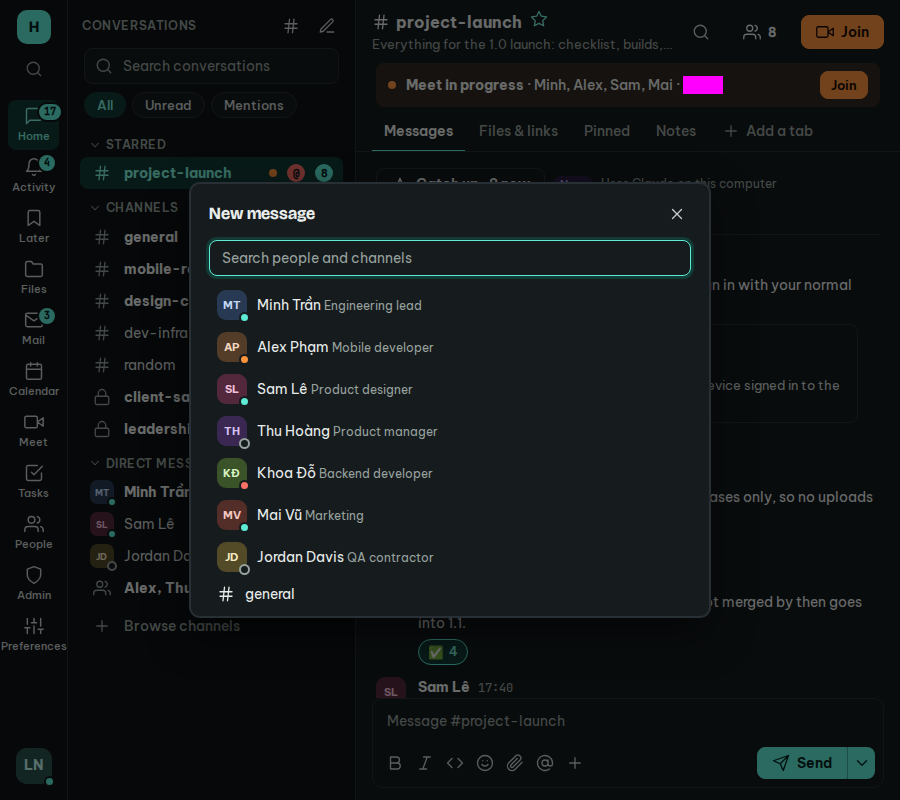 H
CONVERSATIONS
Search conversations
All
Unread
Mentions
STARRED
project-launch
@
8
CHANNELS
general
dev-infra
random
DIRECT MESS
MT
Minh Trần
SL
Sam Lê
JD
Jordan Da
Alex, Thu
Browse channels
17
Home
4
Activity
Later
Files
3
Mail
Calendar
Meet
Tasks
People
Admin
Preferences
LN
project-launch
Everything for the 1.0 launch: checklist, builds,...
8
Join
Meet in progress · Minh, Alex, Sam, Mai ·
Join
Messages
Files & links
Pinned
Notes
Add a tab
this computer
New message
Search people and channels
MT Minh Trần Engineering lead
AP Alex Phạm Mobile developer
SL Sam Lê Product designer
TH Thu Hoàng Product manager
KĐ Khoa Đỗ Backend developer
MV Mai Vũ Marketing
JD Jordan Davis QA contractor
general
in with your normal
signed in to the
only, so no uploads
merged by then goes
into 1.1.
✅ 4
SL
Sam Lê 17:40
Message #project-launch
Send